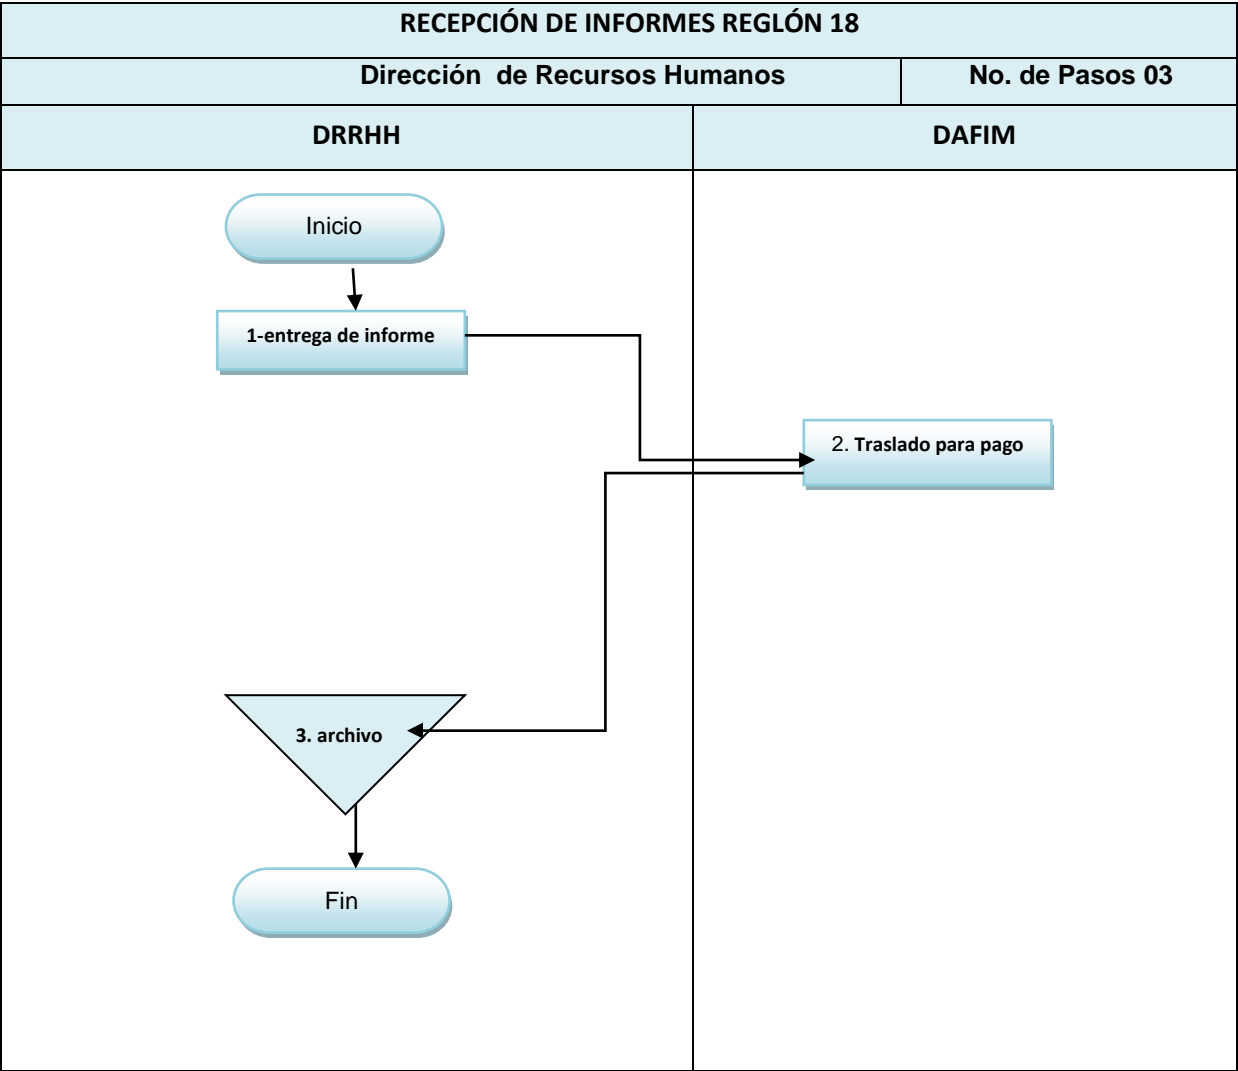 RECEPCIÓN DE INFORMES REGLÓN 18
Dirección  de Recursos Humanos
No. de Pasos 03
DRRHH
DAFIM
Inicio
1-entrega de informe
2. Traslado para pago
3. archivo
Fin